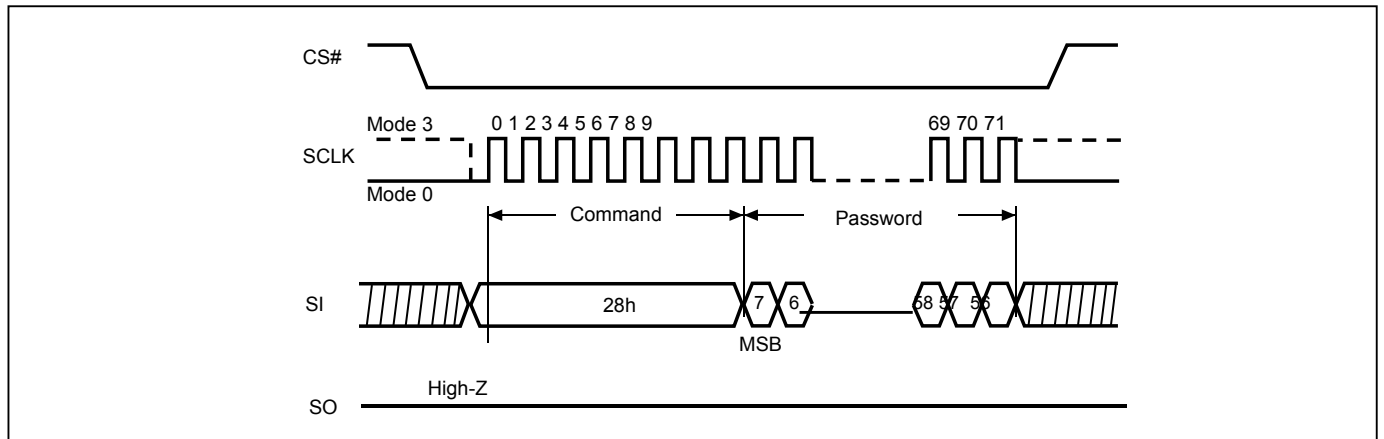 CS#
Mode 3
0 1 2 3 4 5 6 7 8 9
69 70 71
SCLK
Mode 0
Command
Password
SI
28h
7
6
58 57 56
MSB
High-Z
SO